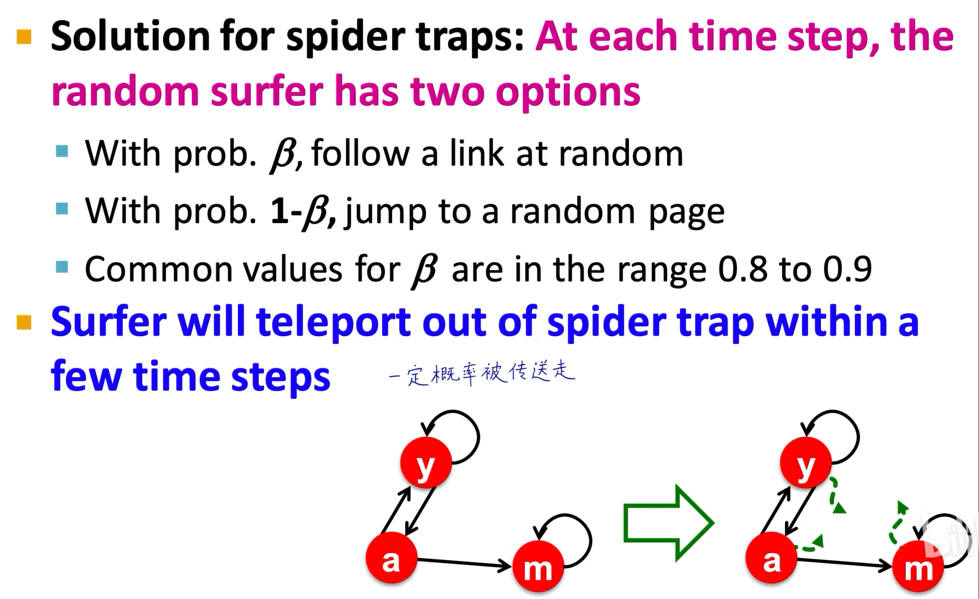 Solution for spider traps: At each time step, the
random surfer has two options
With prob. β, follow a link at random
With prob. 1-β, jump to a random page
Common values for β are in the range 0.8 to 0.9
Surfer will teleport out of spider trap within a
few time steps
一定概率被传送走
y
y
a
m
a
m